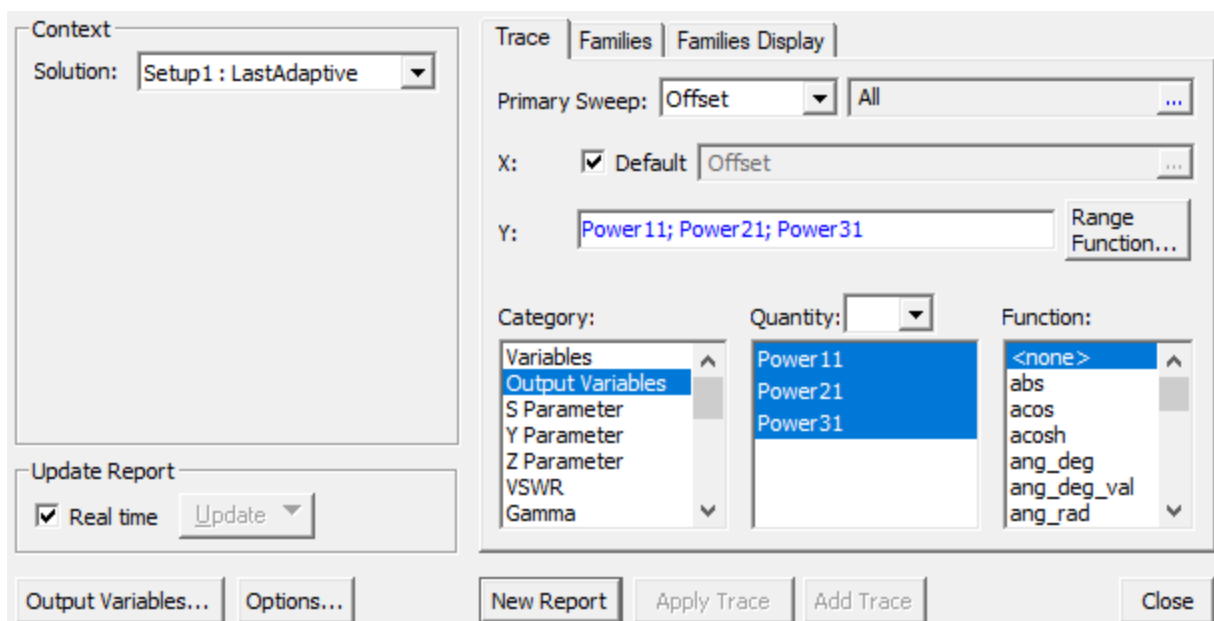 Context
Solution: Setup1 : LastAdaptive
Update Report
Real time Update
Output Variables... Options...
Trace Families Families Display
Primary Sweep: Offset All ...
X: Default Offset ...
Y: Power11; Power21; Power31 Range Function...
Category:
Variables
Output Variables
S Parameter
Y Parameter
Z Parameter
VSWR
Gamma
Quantity:
Power11
Power21
Power31
Function:
<none>
abs
acos
acosh
ang_deg
ang_deg_val
ang_rad
New Report Apply Trace Add Trace Close